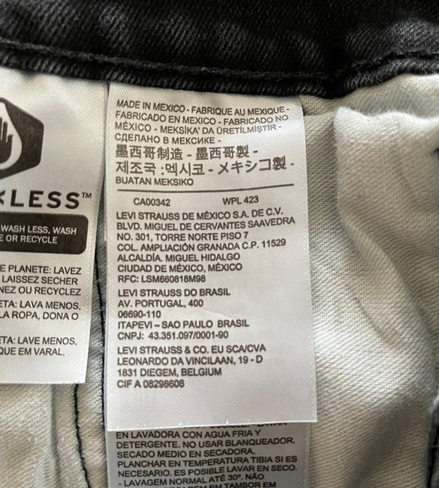 LESS™
WASH LESS, WASH
OR RECYCLE
PLANETE: LAVEZ
LAISSEZ SECHER
NEZ OU RECYCLEZ
ETA: LAVA MENOS,
LA ROPA, DONA O
ETA: LAVE MENOS,
QUE EM VARAL.
MADE IN MEXICO - FABRIQUE AU MEXIQUE -
FABRICADO EN MEXICO - FABRICADO NO
MÉXICO - MEKSİKA' DA ÜRETİLMİŞTİR -
СДЕЛАНО В МЕКСИКЕ -
墨西哥制造 - 墨西哥製 -
제조국 :멕시코 - メキシコ製 -
BUATAN MEKSIKO
CA00342 WPL 423
LEVI STRAUSS DE MÉXICO S.A. DE C.V.
BLVD. MIGUEL DE CERVANTES SAAVEDRA
NO. 301, TORRE NORTE PISO 7
COL. AMPLIACIÓN GRANADA C.P. 11529
ALCALDÍA. MIGUEL HIDALGO
CIUDAD DE MÉXICO, MÉXICO
RFC: LSM660818M98
LEVI STRAUSS DO BRASIL
AV. PORTUGAL, 400
06690-110
ITAPEVI – SAO PAULO BRASIL
CNPJ: 43.351.097/0001-90
LEVI STRAUSS & CO. EU SCA/CVA
LEONARDO DA VINCILAAN, 19 - D
1831 DIEGEM, BELGIUM
CIF A 08298606
EN LAVADORA CON AGUA FRIA Y
DETERGENTE. NO USAR BLANQUEADOR.
SECADO MEDIO EN SECADORA,
PLANCHAR EN TEMPERATURA TIBIA SI ES
NECESARIO. ES POSIBLE LAVAR EN SECO.
- LAVAGEM NORMAL ATÉ 30°. NÃO